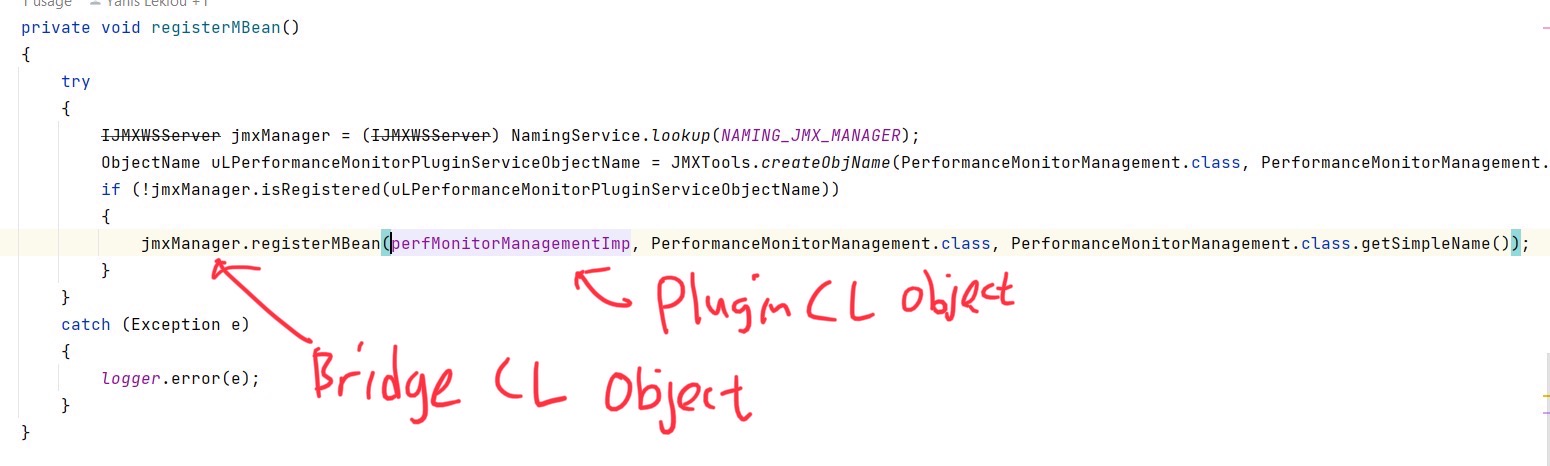 1 usage Yanis Leklou +1
private void registerMBean()
{
try
{
IJMXWSServer jmxManager = (IJMXWSServer) NamingService.lookup(NAMING_JMX_MANAGER);
ObjectName uLPerformanceMonitorPluginServiceObjectName = JMXTools.createObjName(PerformanceMonitorManagement.class, PerformanceMonitorManagement.
if (!jmxManager.isRegistered(uLPerformanceMonitorPluginServiceObjectName))
{
jmxManager.registerMBean(perfMonitorManagementImp, PerformanceMonitorManagement.class, PerformanceMonitorManagement.class.getSimpleName());
}
Plugin CL Object
}
catch (Exception e)
{
Bridge CL Object
logger.error(e);
}
}